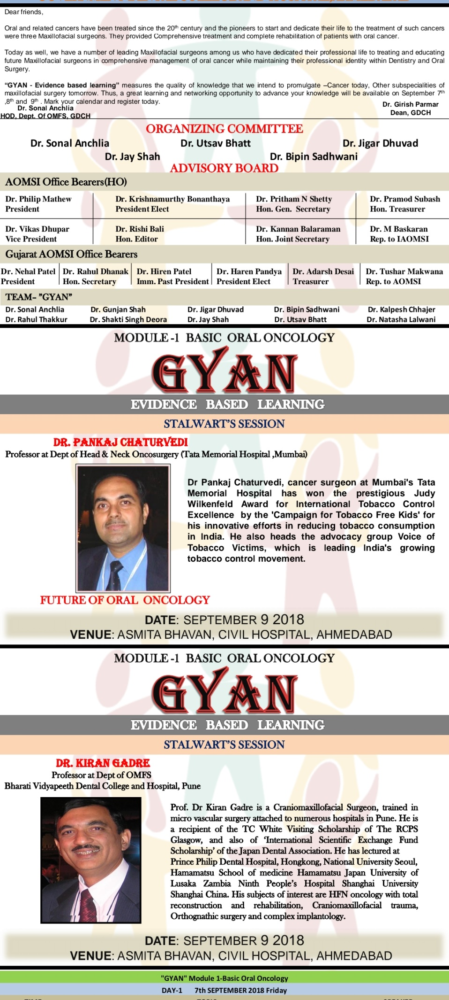 GOVERNMENT DENTAL COLLEGE AND HOSPITAL, AHMEDABAD
Dear friends,
Oral and related cancers have been treated since the 20th century and the pioneers to start and dedicate their life to the treatment of such cancers
were three Maxillofacial surgeons. They provided Comprehensive treatment and complete rehabilitation of patients with oral cancer.
Today as well, we have a number of leading Maxillofacial surgeons among us who have dedicated their professional life to treating and educating
future Maxillofacial surgeons in comprehensive management of oral cancer while maintaining their professional identity within Dentistry and Oral
Surgery.
“GYAN - Evidence based learning” measures the quality of knowledge that we intend to promulgate –Cancer today, Other subspecialities of
maxillofacial surgery tomorrow. Thus, a great learning and networking opportunity to advance your knowledge will be available on September 7th
,8th and 9th . Mark your calendar and register today.
Dr. Sonal Anchlia
HOD, Dept. Of OMFS, GDCH
Dr. Girish Parmar
Dean, GDCH
ORGANIZING COMMITTEE
Dr. Sonal Anchlia Dr. Utsav Bhatt Dr. Jigar Dhuvad
Dr. Jay Shah Dr. Bipin Sadhwani
ADVISORY BOARD
AOMSI Office Bearers(HO)
Dr. Philip Mathew Dr. Krishnamurthy Bonanthaya Dr. Pritham N Shetty Dr. Pramod Subash
President President Elect Hon. Gen. Secretary Hon. Treasurer
Dr. Vikas Dhupar Dr. Rishi Bali Dr. Kannan Balaraman Dr. M Baskaran
Vice President Hon. Editor Hon. Joint Secretary Rep. to IAOMSI
Gujarat AOMSI Office Bearers
Dr. Nehal Patel Dr. Rahul Dhanak Dr. Hiren Patel Dr. Haren Pandya Dr. Adarsh Desai Dr. Tushar Makwana
President Hon. Secretary Imm. Past President President Elect Treasurer Rep. to AOMSI
TEAM– ”GYAN”
Dr. Sonal Anchlia Dr. Gunjan Shah Dr. Jigar Dhuvad Dr. Bipin Sadhwani Dr. Kalpesh Chhajer
Dr. Rahul Thakkur Dr. Shakti Singh Deora Dr. Jay Shah Dr. Utsav Bhatt Dr. Natasha Lalwani
MODULE -1 BASIC ORAL ONCOLOGY
GYAN
EVIDENCE BASED LEARNING
STALWART’S SESSION
DR. PANKAJ CHATURVEDI
Professor at Dept of Head & Neck Oncosurgery (Tata Memorial Hospital ,Mumbai)
Dr Pankaj Chaturvedi, cancer surgeon at Mumbai's Tata
Memorial Hospital has won the prestigious Judy
Wilkenfeld Award for International Tobacco Control
Excellence by the 'Campaign for Tobacco Free Kids' for
his innovative efforts in reducing tobacco consumption
in India. He also heads the advocacy group Voice of
Tobacco Victims, which is leading India's growing
tobacco control movement.
FUTURE OF ORAL ONCOLOGY
DATE: SEPTEMBER 9 2018
VENUE: ASMITA BHAVAN, CIVIL HOSPITAL, AHMEDABAD
MODULE -1 BASIC ORAL ONCOLOGY
GYAN
EVIDENCE BASED LEARNING
STALWART’S SESSION
DR. KIRAN GADRE
Professor at Dept of OMFS
Bharati Vidyapeeth Dental College and Hospital, Pune
Prof. Dr Kiran Gadre is a Craniomaxillofacial Surgeon, trained in
micro vascular surgery attached to numerous hospitals in Pune. He is
a recipient of the TC White Visiting Scholarship of The RCPS
Glasgow, and also of ‘International Scientific Exchange Fund
Scholarship’ of the Japan Dental Association. He has lectured at
Prince Philip Dental Hospital, Hongkong, National University Seoul,
Hamamatsu School of medicine Hamamatsu Japan University of
Lusaka Zambia Ninth People’s Hospital Shanghai University
Shanghai China. His subjects of interest are HFN oncology with total
reconstruction and rehabilitation, Craniomaxillofacial trauma,
Orthognathic surgery and complex implantology.
DATE: SEPTEMBER 9 2018
VENUE: ASMITA BHAVAN, CIVIL HOSPITAL, AHMEDABAD
"GYAN" Module 1-Basic Oral Oncology
DAY-1 7th SEPTEMBER 2018 Friday